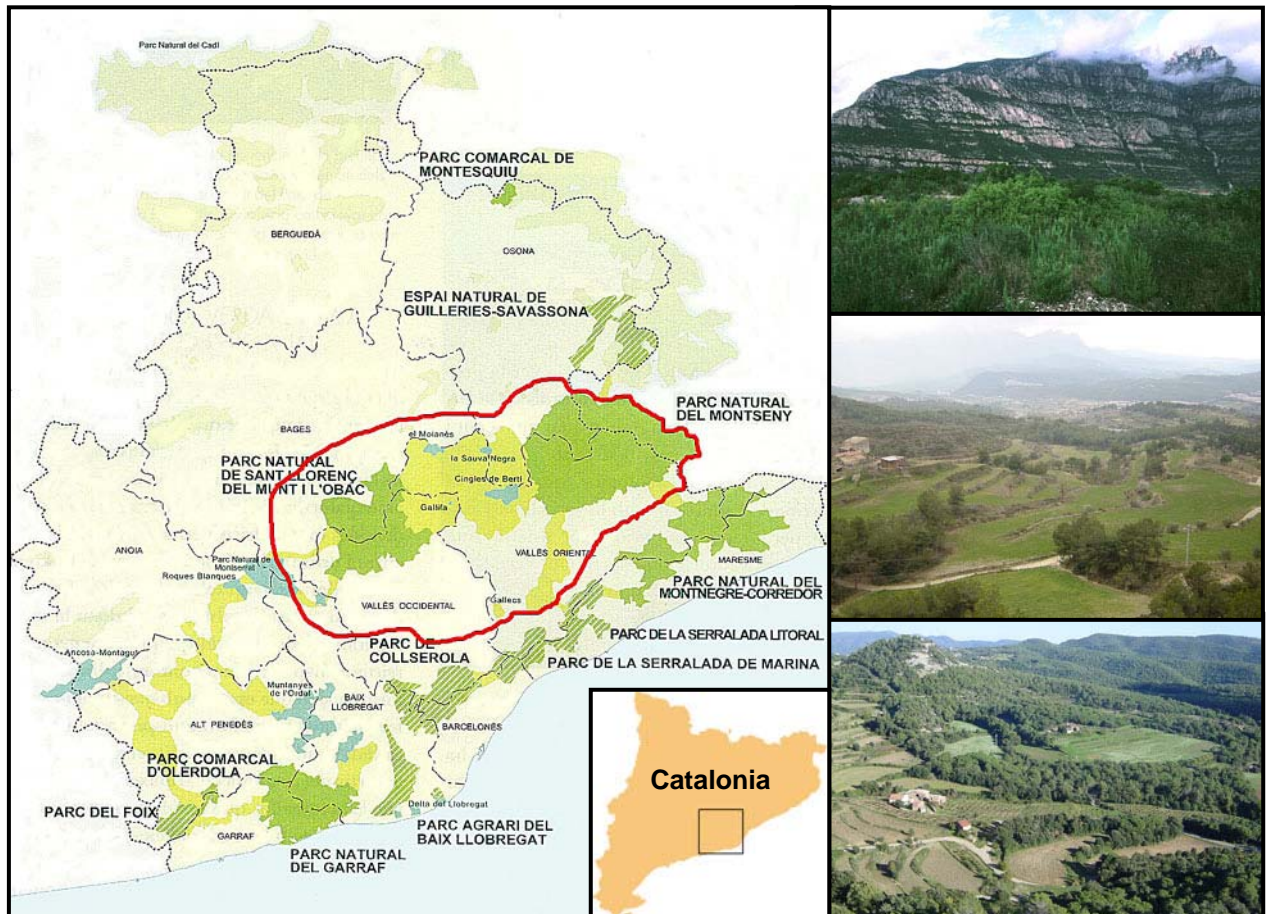 Parc Natural del Cadí
PARC COMARCAL DE
MONTESQUIU
BERGUEDÀ
OSONA
ESPAI NATURAL DE
GUILLERIES-SAVASSONA
PARC NATURAL
DEL MONTSENY
BAGES
el Moianès
la Sauva Negra
Cingles de Bertí
PARC NATURAL
DE SANT LLORENÇ
DEL MUNT I L'OBAC
Gallifa
ANOIA
Parc Natural de
Montserrat
Roques Blanques
VALLÈS ORIENTAL
MARESME
PARC NATURAL DEL
MONTNEGRE-CORREDOR
Gallecs
VALLÈS OCCIDENTAL
PARC DE LA SERRALADA LITORAL
PARC DE
COLLSEROLA
PARC DE LA SERRALADA DE MARINA
Ancosa-Montagut
Muntanyes
de l'Ordal
BAIX
LLOBREGAT
ALT PENEDÈS
BARCELONÈS
PARC COMARCAL
D'OLÈRDOLA
PARC DEL FOIX
Delta del Llobregat
GARRAF
PARC AGRARI DEL
BAIX LLOBREGAT
PARC NATURAL
DEL GARRAF
Catalonia